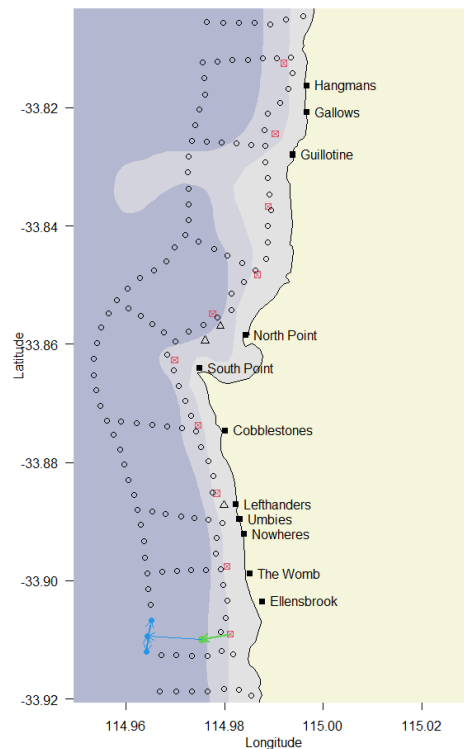 -33.82
-33.84
-33.86
-33.88
-33.90
-33.92
Latitude
Hangmans
Gallows
Guillotine
North Point
South Point
Cobblestones
Lefthanders
Umbies
Nowheres
The Womb
Ellensbrook
114.96
114.98
115.00
115.02
Longitude